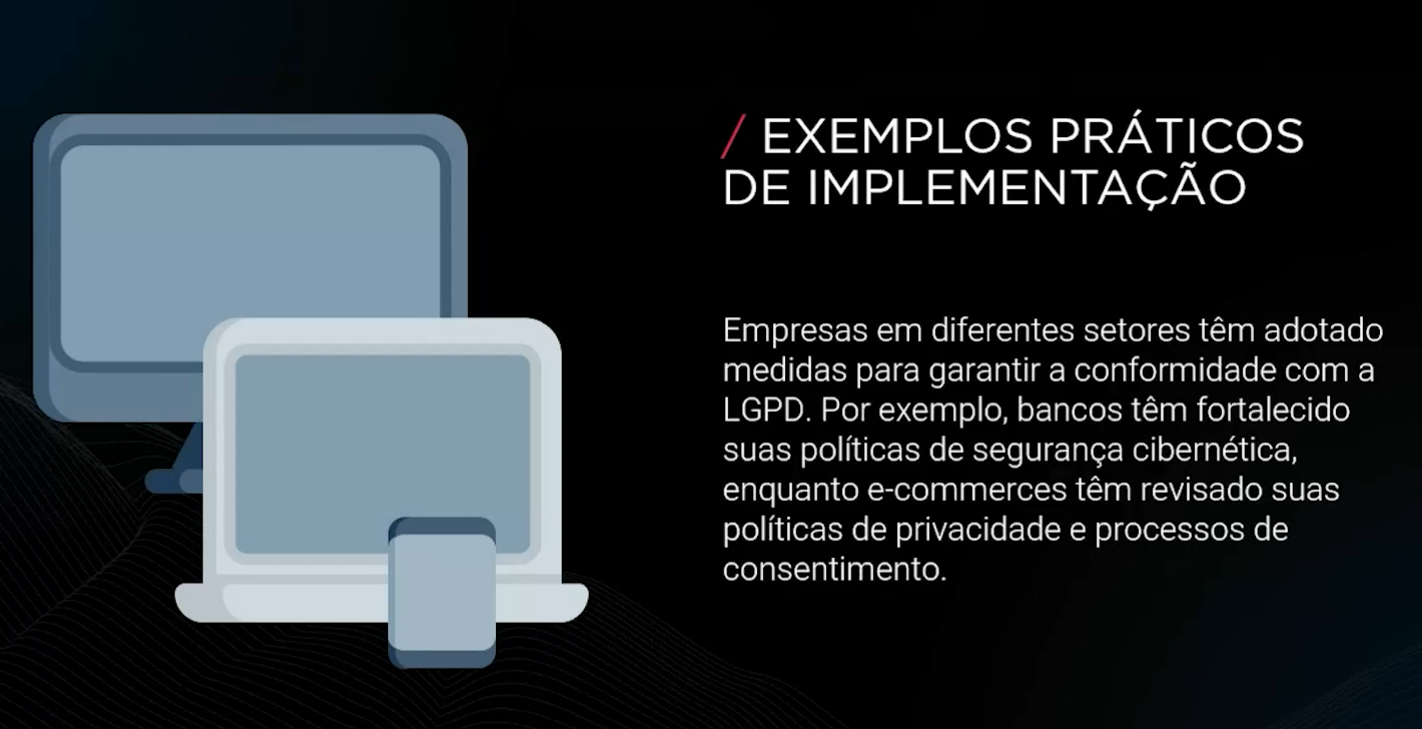 / EXEMPLOS PRÁTICOS
DE IMPLEMENTAÇÃO
Empresas em diferentes setores têm adotado
medidas para garantir a conformidade com a
LGPD. Por exemplo, bancos têm fortalecido
suas políticas de segurança cibernética,
enquanto e-commerces têm revisado suas
políticas de privacidade e processos de
consentimento.